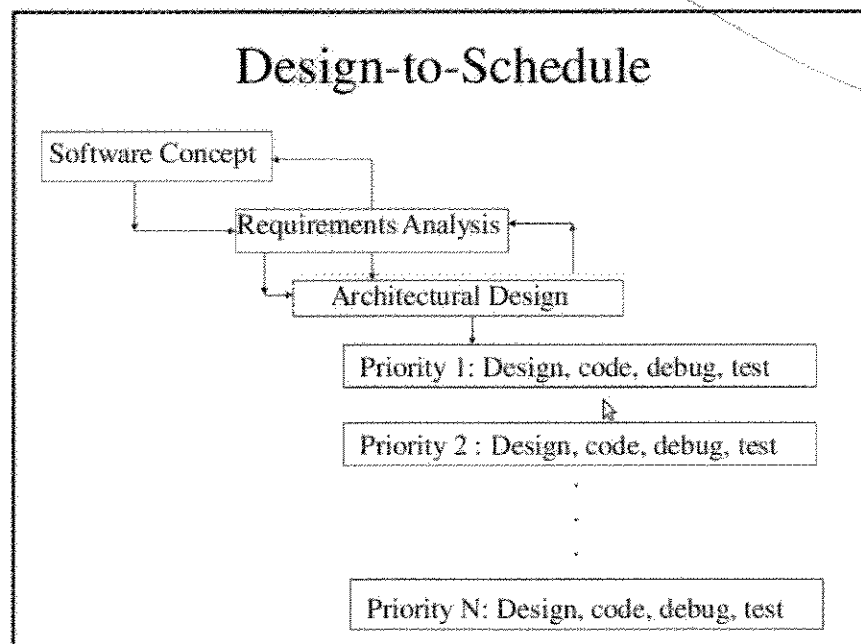 Design-to-Schedule
Software Concept
Requirements Analysis
Architectural Design
Priority 1: Design, code, debug, test
Priority 2 : Design, code, debug, test
Priority N: Design, code, debug, test